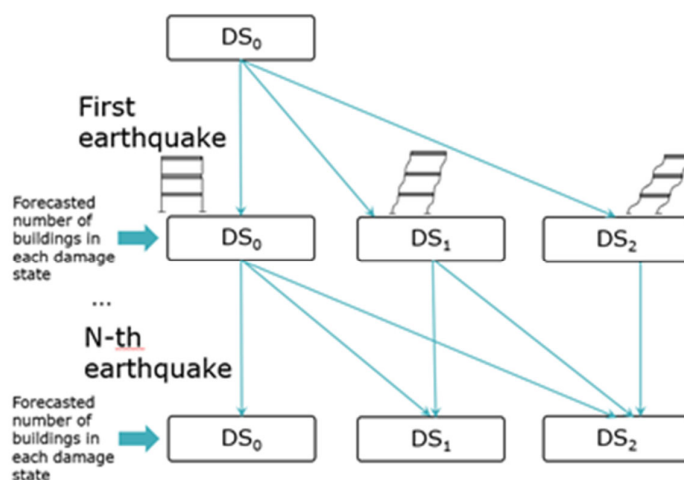 DS₀
First
earthquake
Forecasted
number of
buildings in
each damage
state
DS₀
DS₁
DS₂
...
N-th
earthquake
Forecasted
number of
buildings in
each damage
state
DS₀
DS₁
DS₂